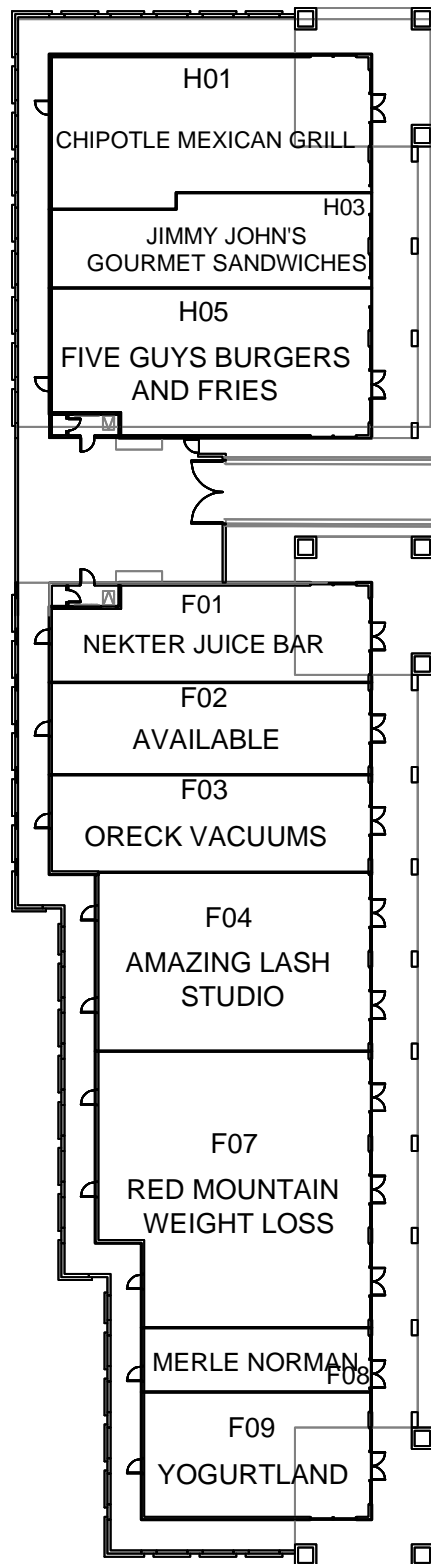 H01
CHIPOTLE MEXICAN GRILL
H03
JIMMY JOHN'S
GOURMET SANDWICHES
H05
FIVE GUYS BURGERS
AND FRIES
F01
NEKTER JUICE BAR
F02
AVAILABLE
F03
ORECK VACUUMS
F04
AMAZING LASH
STUDIO
F07
RED MOUNTAIN
WEIGHT LOSS
MERLE NORMAN
F08
F09
YOGURTLAND